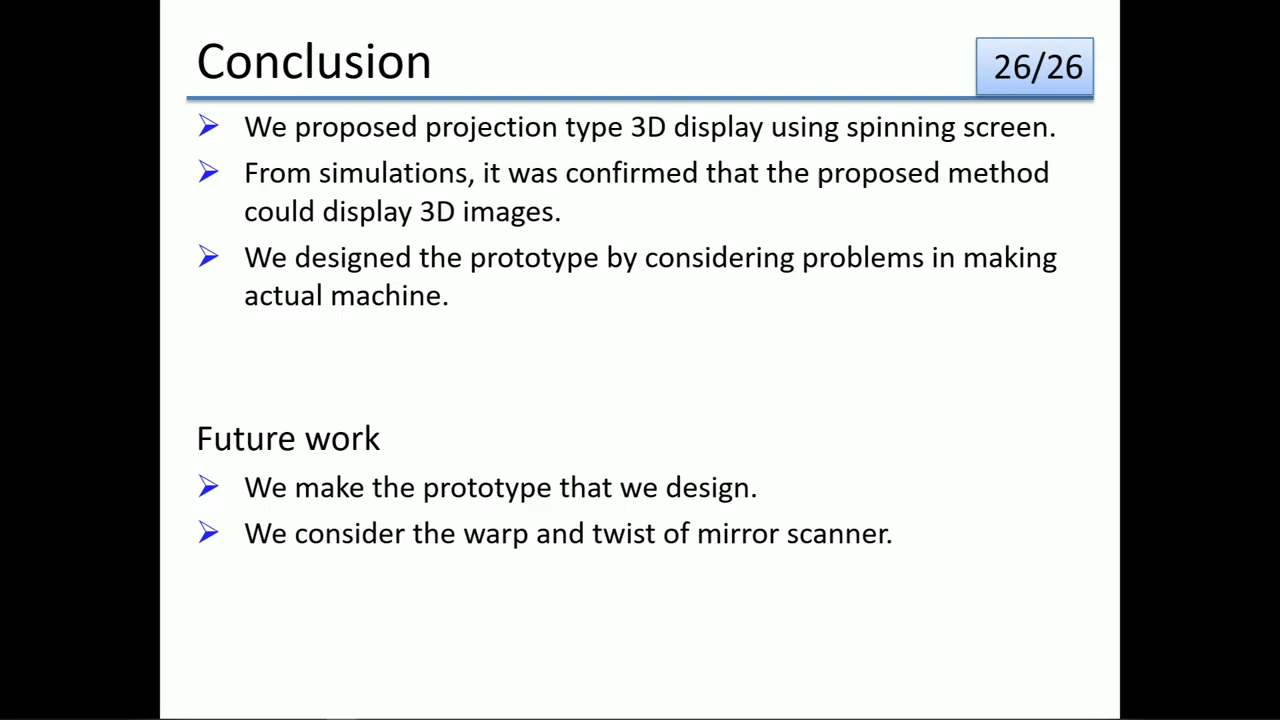 Conclusion
26/26
We proposed projection type 3D display using spinning screen.
From simulations, it was confirmed that the proposed method
could display 3D images.
We designed the prototype by considering problems in making
actual machine.
Future work
We make the prototype that we design.
We consider the warp and twist of mirror scanner.